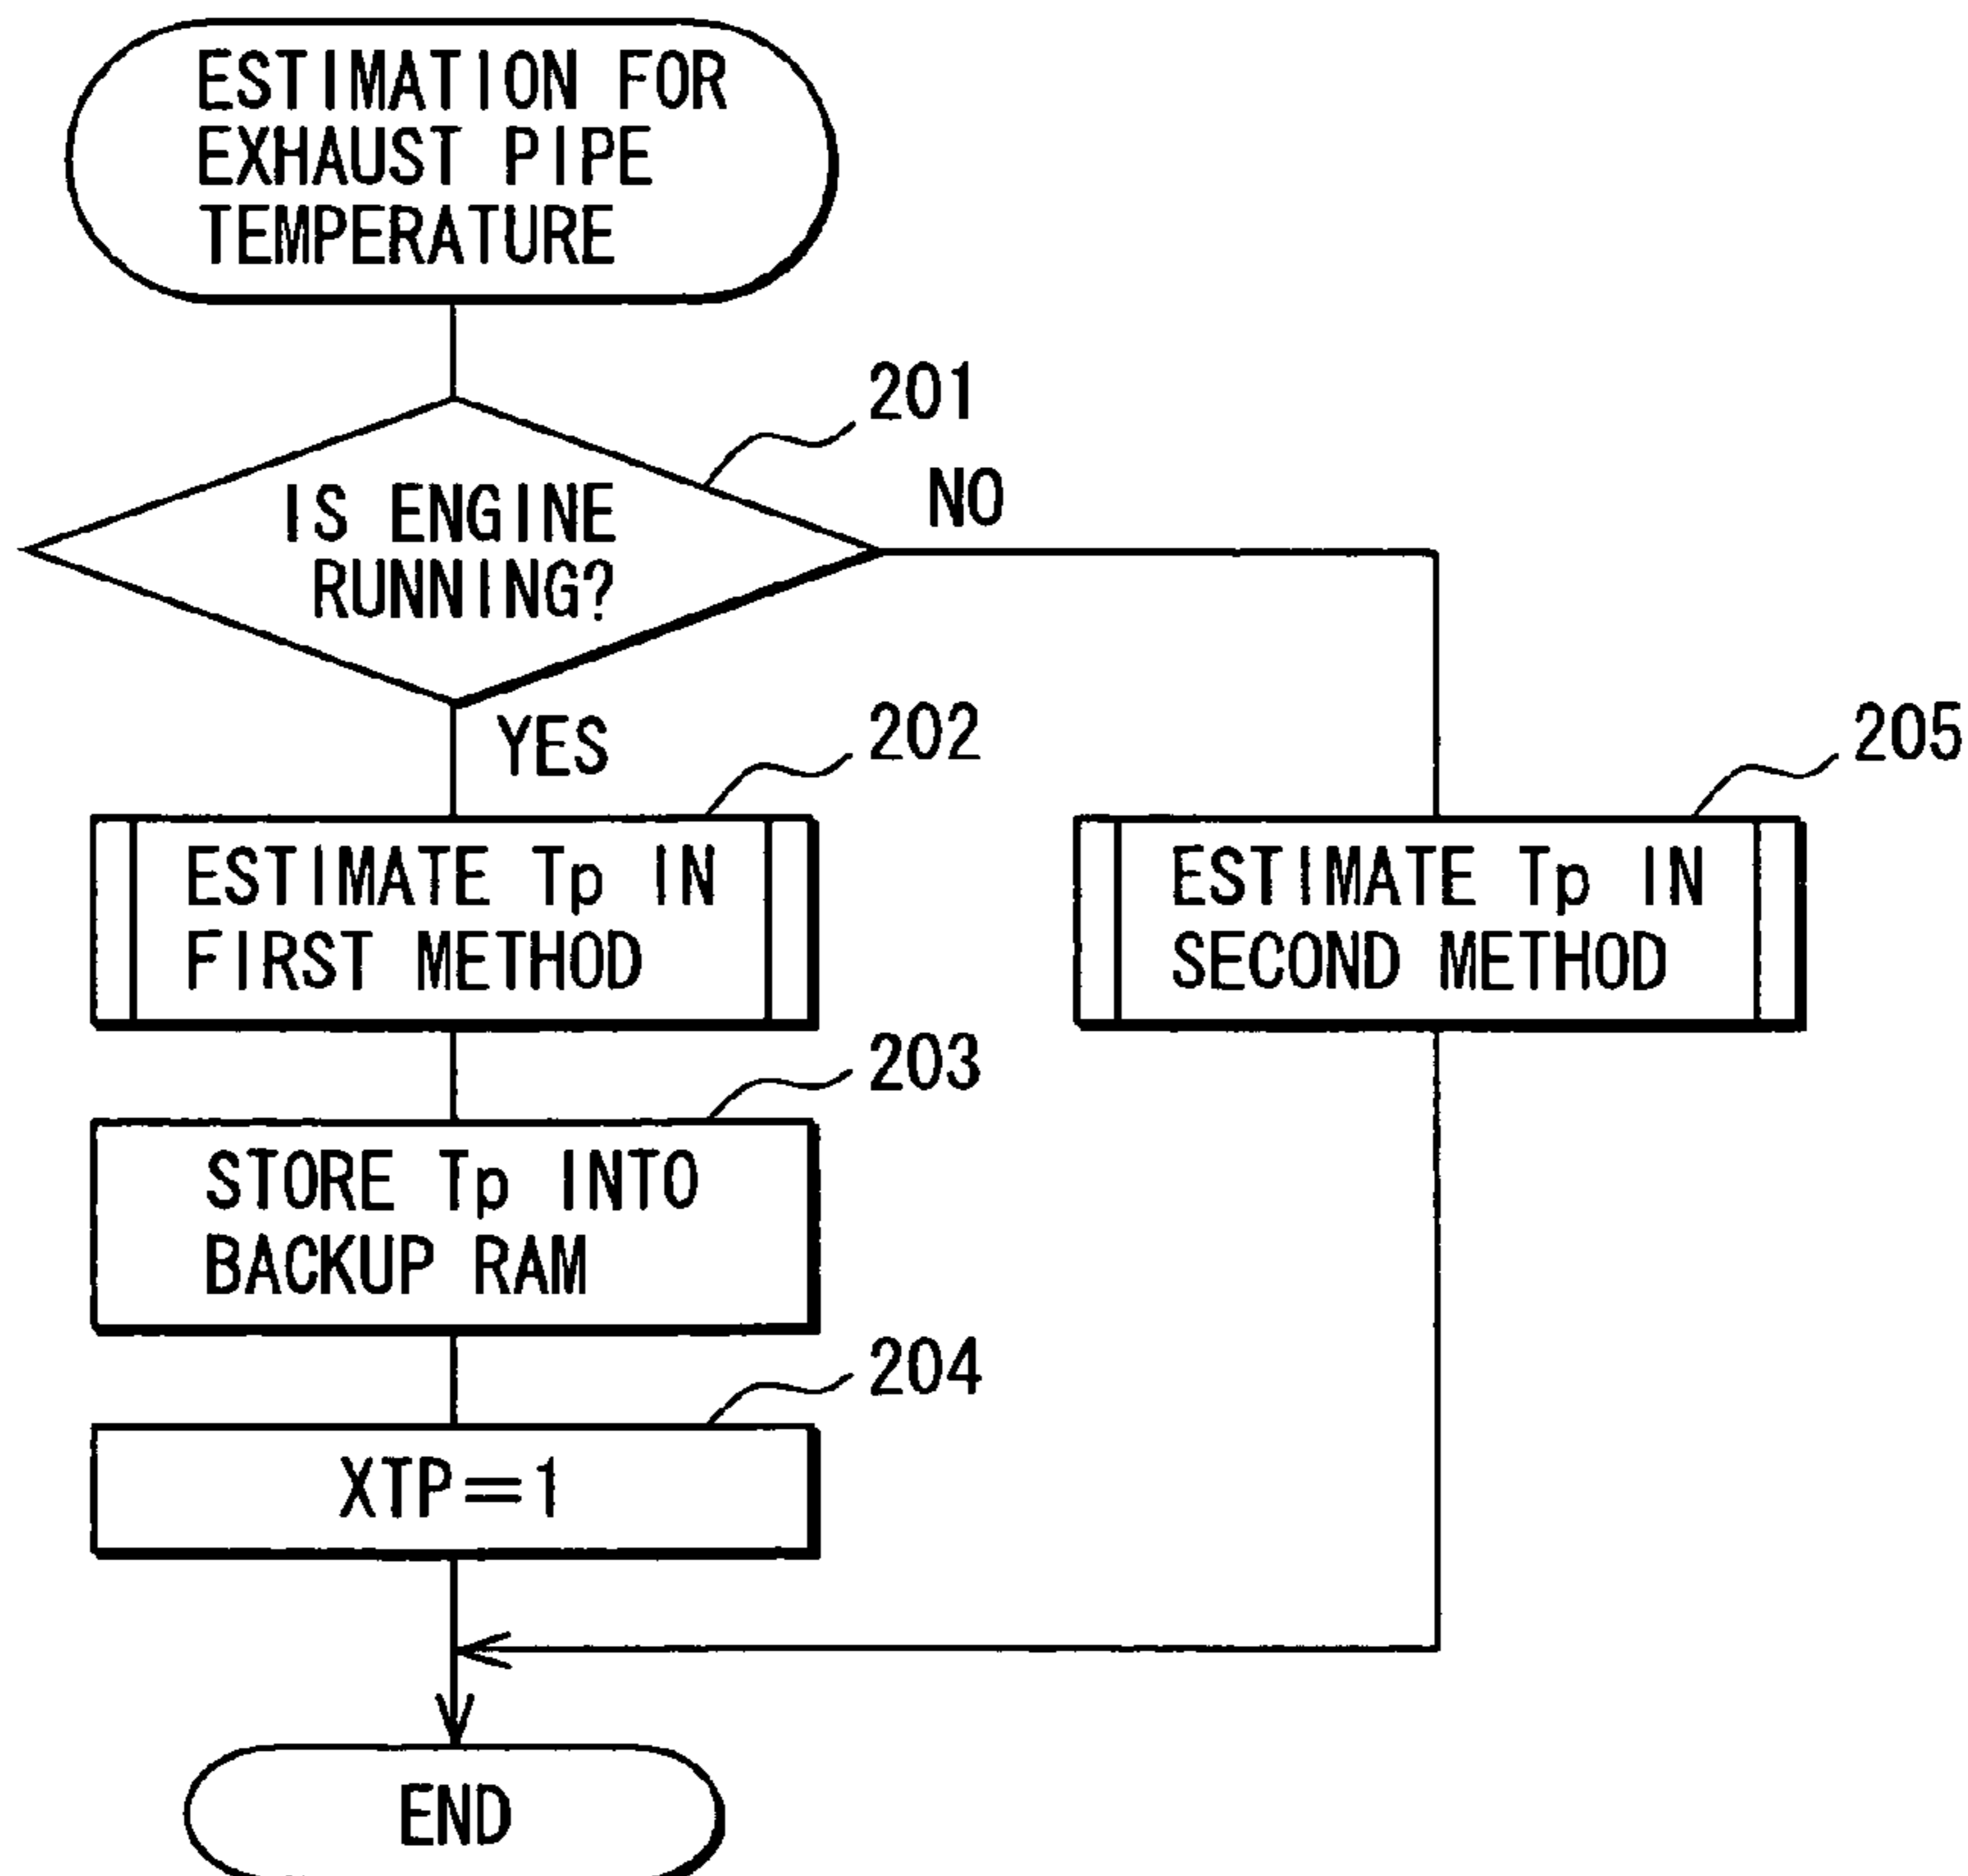 ESTIMATION FOR
EXHAUST PIPE
TEMPERATURE
201
IS ENGINE
RUNNING?
NO
YES
202
205
ESTIMATE Tp IN
FIRST METHOD
ESTIMATE Tp IN
SECOND METHOD
203
STORE Tp INTO
BACKUP RAM
204
XTP=1
END